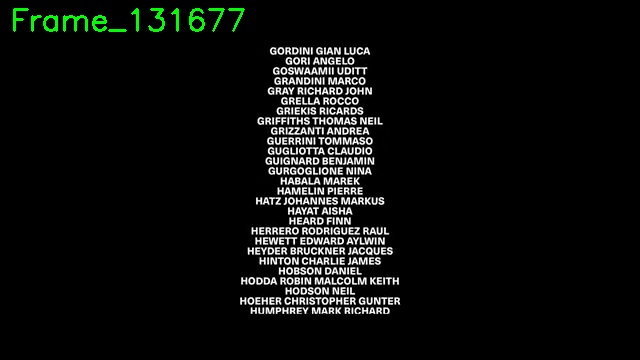 Frame_131677
GORDINI GIAN LUCA
GORI ANGELO
GOSWAAMII UDITT
GRANDINI MARCO
GRAY RICHARD JOHN
GRELLA ROCCO
GRIEKIS RICARDS
GRIFFITHS THOMAS NEIL
GRIZZANTI ANDREA
GUERRINI TOMMASO
GUGLIOTTA CLAUDIO
GUIGNARD BENJAMIN
GURGOGLIONE NINA
HABALA MAREK
HAMELIN PIERRE
HATZ JOHANNES MARKUS
HAYAT AISHA
HEARD FINN
HERRERO RODRIGUEZ RAUL
HEWETT EDWARD AYLWIN
HEYDER BRUCKNER JACQUES
HINTON CHARLIE JAMES
HOBSON DANIEL
HODDA ROBIN MALCOLM KEITH
HODSON NEIL
HOEHER CHRISTOPHER GUNTER
HUMPHREY MARK RICHARD